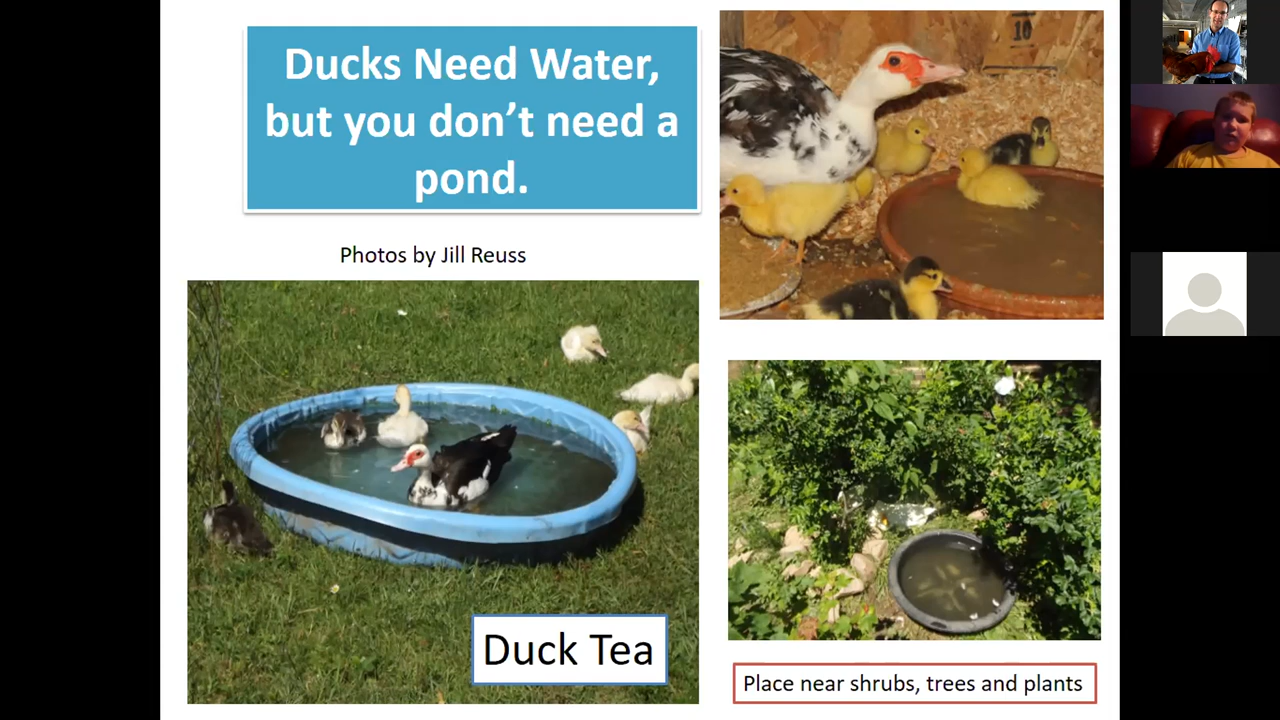 Ducks Need Water,
but you don’t need a
pond.
Photos by Jill Reuss
10
Duck Tea
Place near shrubs, trees and plants